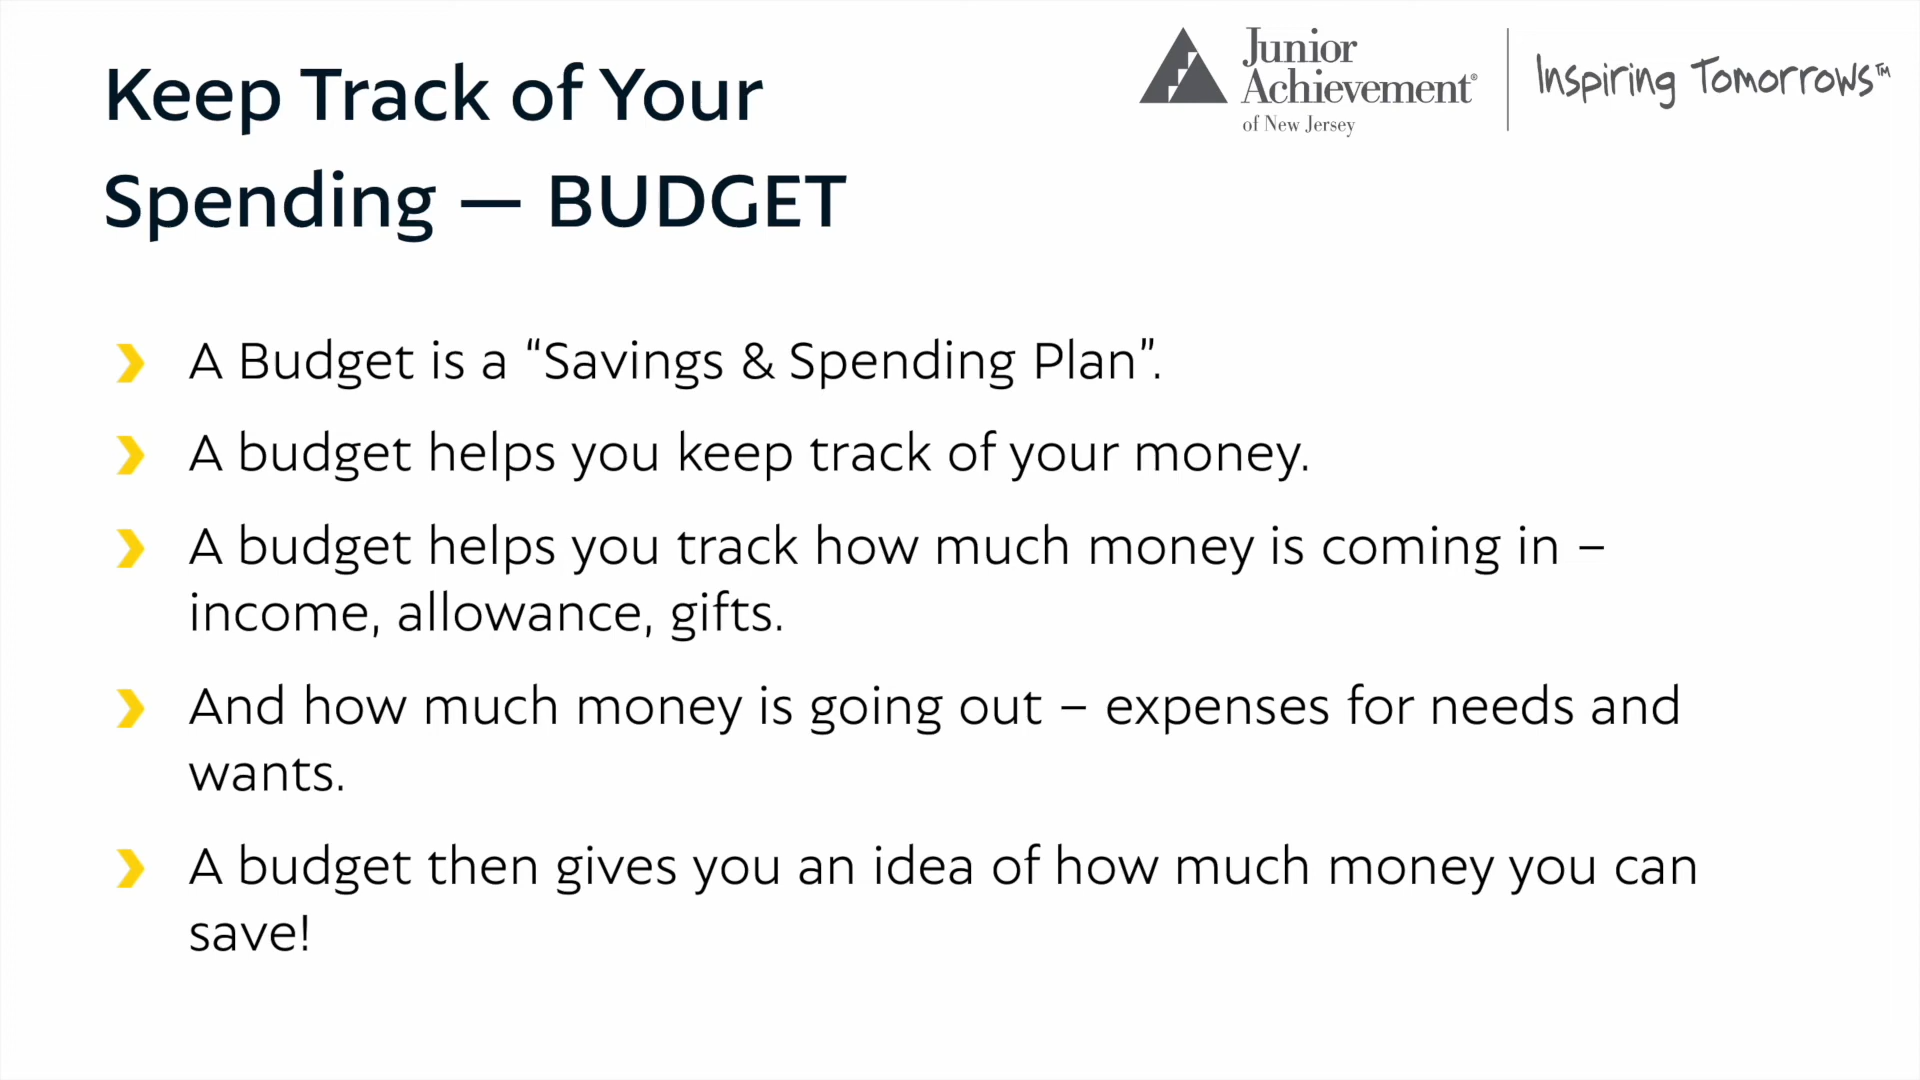 Keep Track of Your
Spending — BUDGET
Junior
Achievement®
of New Jersey
Inspiring Tomorrows™
A Budget is a “Savings & Spending Plan”.
A budget helps you keep track of your money.
A budget helps you track how much money is coming in –
income, allowance, gifts.
And how much money is going out – expenses for needs and
wants.
A budget then gives you an idea of how much money you can
save!